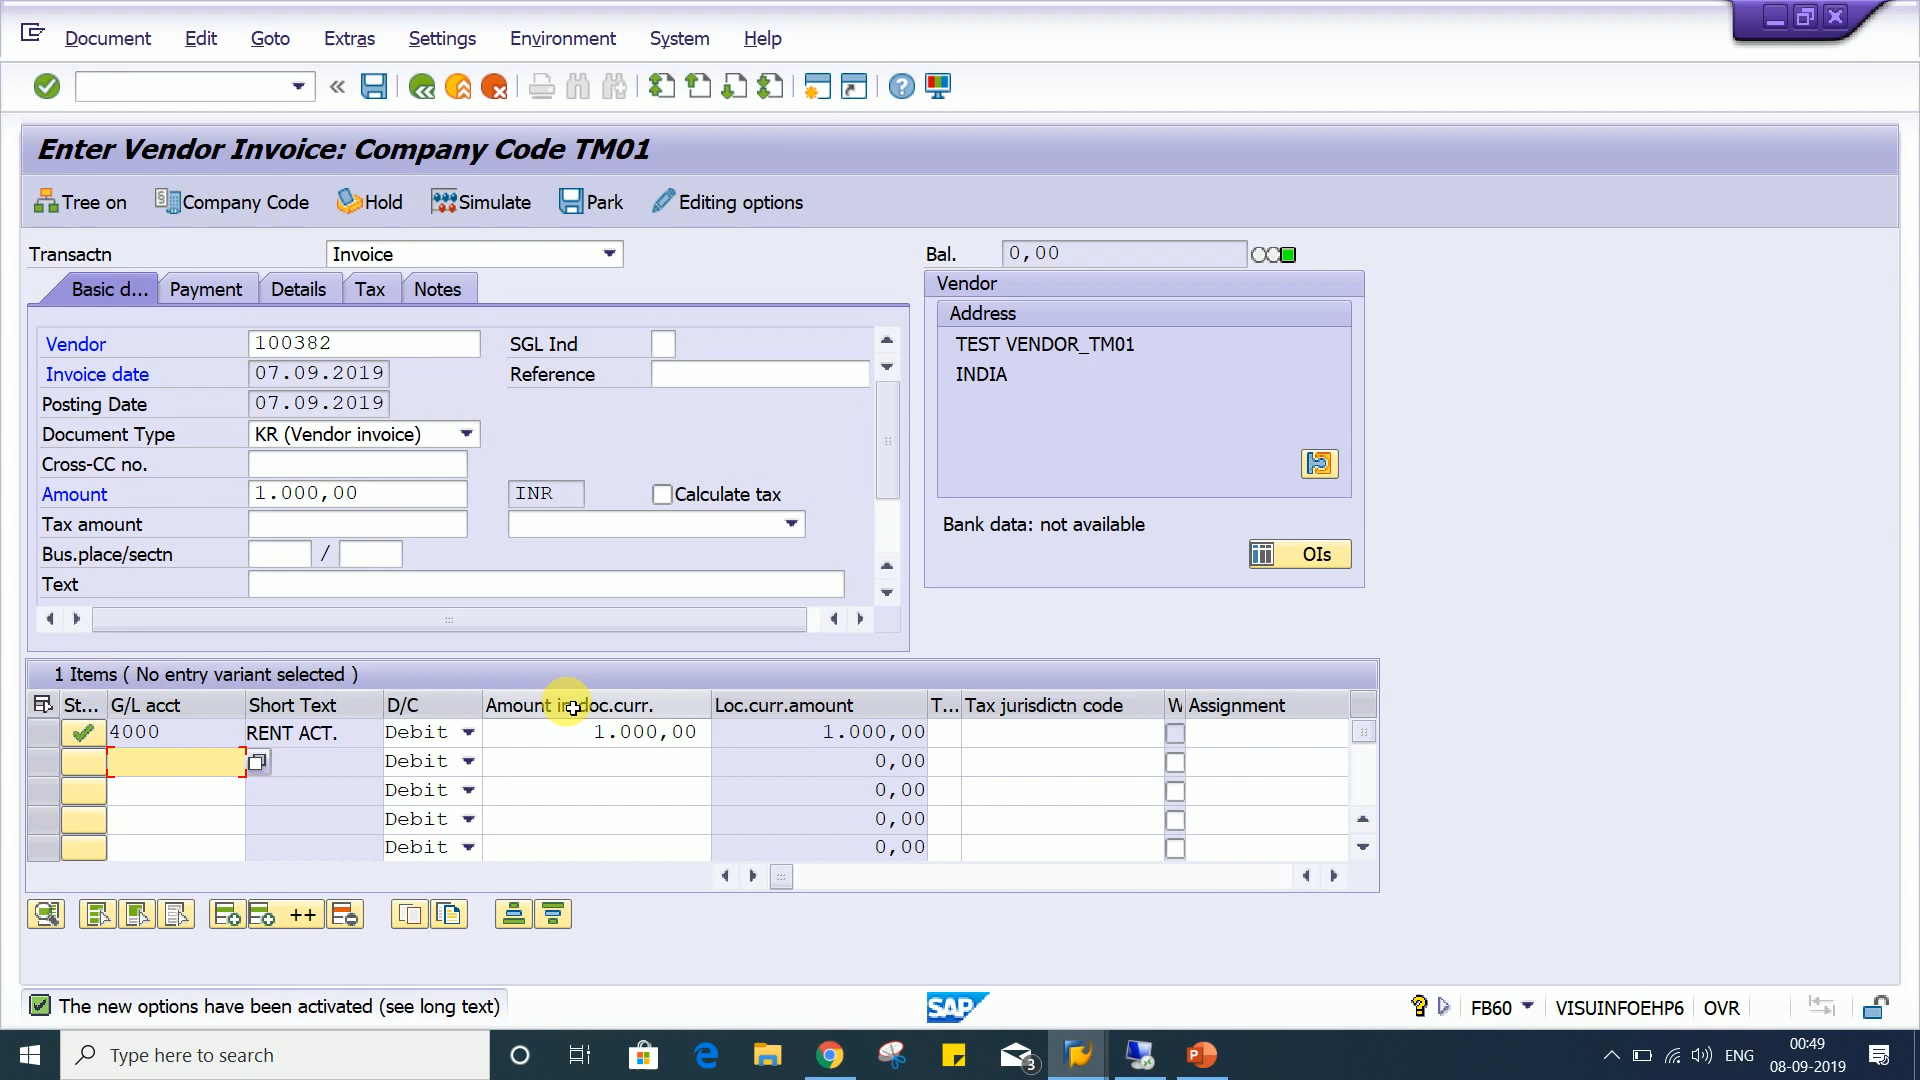 Document Edit Goto Extras Settings Environment System Help
Enter Vendor Invoice: Company Code TM01
Tree on Company Code Hold Simulate Park Editing options
Transactn Invoice Bal. 0,00
Basic d... Payment Details Tax Notes
Vendor 100382 SGL Ind
Invoice date 07.09.2019 Reference
Posting Date 07.09.2019
Document Type KR (Vendor invoice)
Cross-CC no.
Amount 1.000,00 INR Calculate tax
Tax amount
Bus.place/sectn /
Text
Vendor
Address
TEST VENDOR_TM01
INDIA
Bank data: not available
OIs
1 Items ( No entry variant selected )
St... G/L acct Short Text D/C Amount in doc.curr. Loc.curr.amount T... Tax jurisdictn code W Assignment
4000 RENT ACT. Debit 1.000,00 1.000,00
Debit 0,00
Debit 0,00
Debit 0,00
Debit 0,00
++
The new options have been activated (see long text) SAP FB60 VISUINFOEHP6 OVR
Type here to search 3 ENG 00:49
08-09-2019